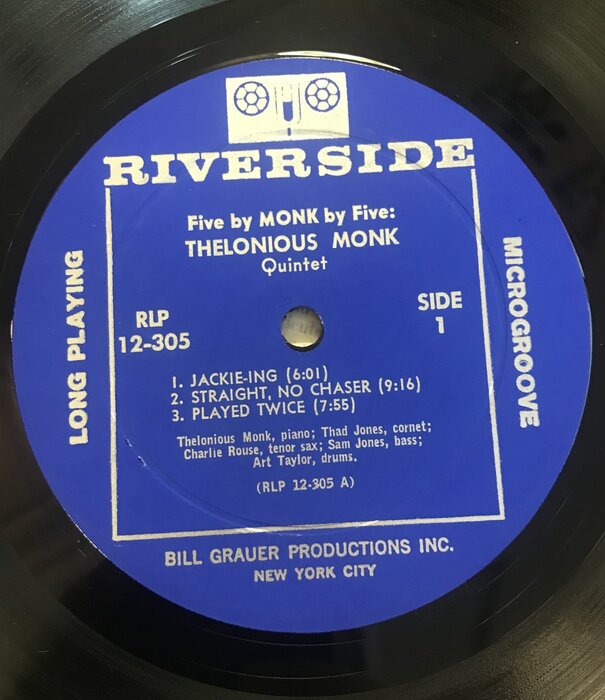 RIVERSIDE
Five by MONK by Five:
THELONIOUS MONK
Quintet
LONG PLAYING
MICROGROOVE
RLP
12-305
SIDE
1
1. JACKIE-ING (6:01)
2. STRAIGHT, NO CHASER (9:16)
3. PLAYED TWICE (7:55)
Thelonious Monk, piano; Thad Jones, cornet;
Charlie Rouse, tenor sax; Sam Jones, bass;
Art Taylor, drums.
(RLP 12-305 A)
BILL GRAUER PRODUCTIONS INC.
NEW YORK CITY